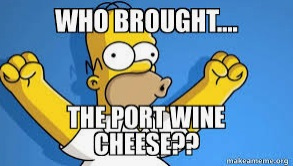 WHO BROUGHT....
THE PORT WINE
CHEESE??
makeameme.org